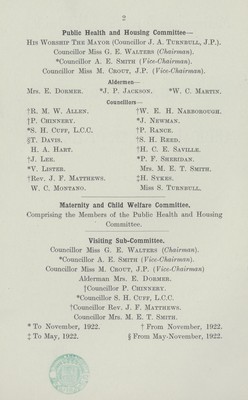 2
Public Health and Housing Committee—
His Worship The Mayor (Councillor J. A. Turnbull, J.P.).
Councillor Miss G. E. Walters (Chairman).
*Councillor A. E. Smith (Vice-Chairman).
Councillor Miss M. Crout, J.P. (Vice-Chairman).
Aldermen—
Mrs. E. Dormer. *J. P. Jackson. *W. C. Martin.
Councillors—
†R. M. W. Allen. †W. E. H. Narborough.
†P. Chinnery. *J. Newman.
*S. H. Cuff, L.C.C. †P. Rance.
§T. Davis. †S. H. Reed.
H. A. Hart. †H. C. E. Saville.
†J. Lee. *P. F. Sheridan.
*V. Lister. Mrs. M. E. T. Smith.
†Rev. J. F. Matthews. ‡H. Sykes.
W. C. Montano. Miss S. Turnbull.
Maternity and Child Welfare Committee,
Comprising the Members of the Public Health and Housing
Committee.
Visiting Sub-Committee.
Councillor Miss G. E. Walters (Chairman).
*Councillor A. E. Smith (Vice-Chairman).
Councillor Miss M. Crout, J.P. (Vice-Chairman)
Alderman Mrs. E. Dormer.
†Councillor P. Chinnery.
*Councillor S. H. Cuff, L.C.C.
†Councillor Rev. J. F. Matthews.
Councillor Mrs. M. E. T. Smith.
* To November, 1922. † From November, 1922.
‡ To May, 1922. § From May-November, 1922.